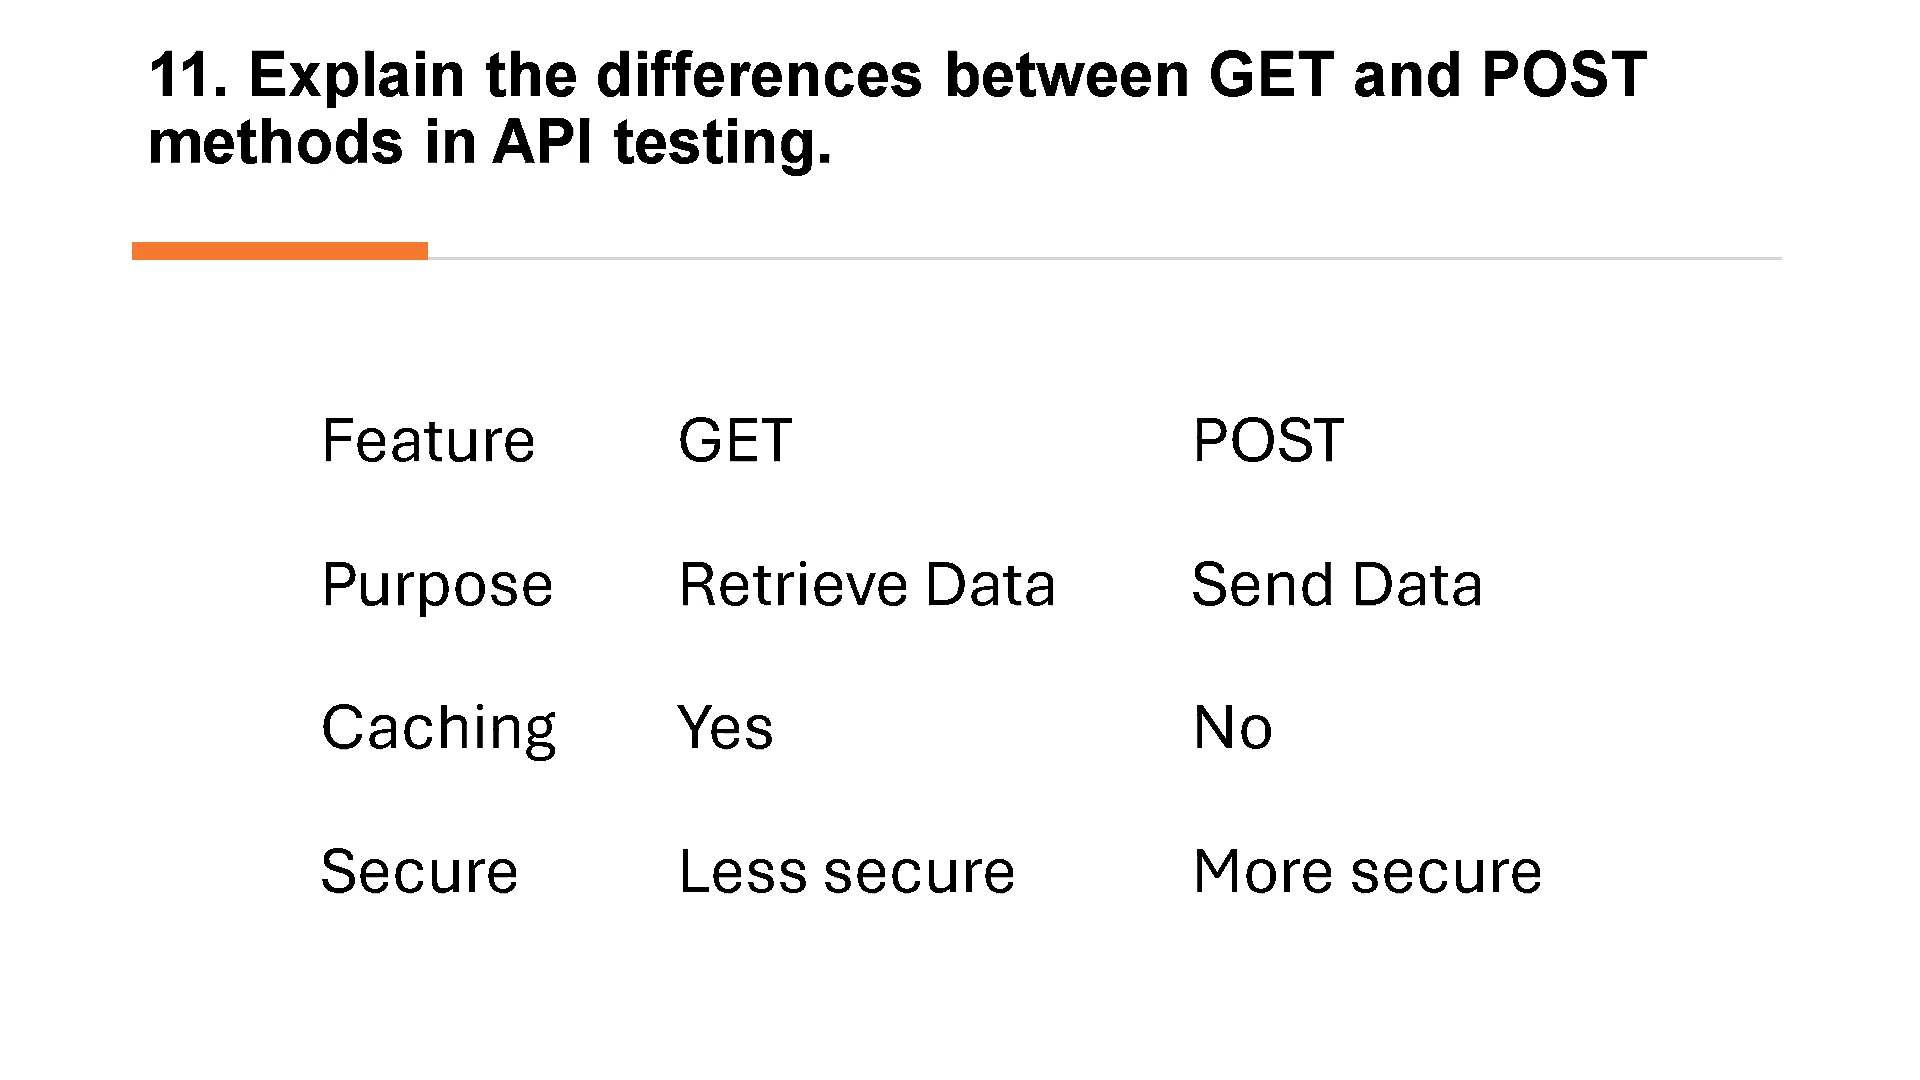 11. Explain the differences between GET and POST
methods in API testing.
Feature GET POST
Purpose Retrieve Data Send Data
Caching Yes No
Secure Less secure More secure